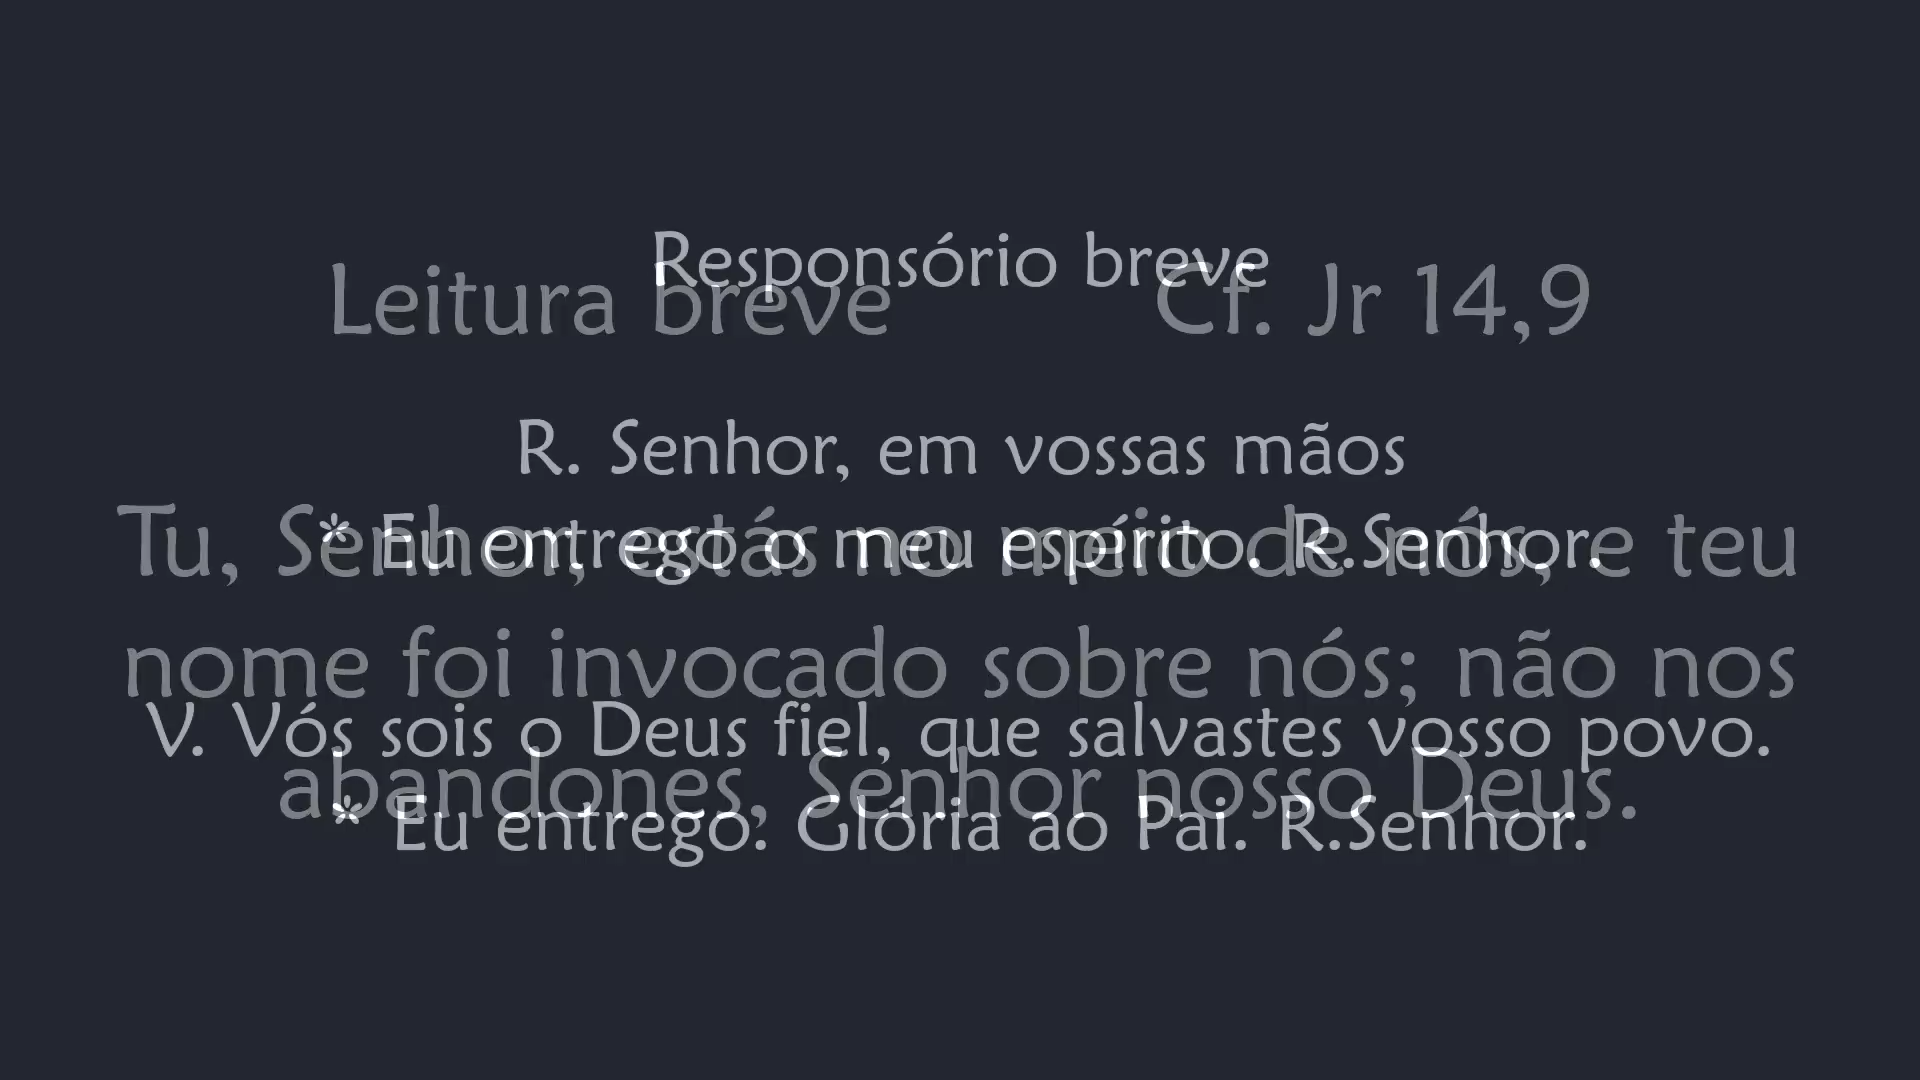 Leitura breve Cf. Jr 14,9
Tu, Senhor, estás no meio de nós, e teu
nome foi invocado sobre nós; não nos
abandones, Senhor nosso Deus.
Responsório breve
R. Senhor, em vossas mãos
* Eu entrego o meu espírito. R.Senhor.
V. Vós sois o Deus fiel, que salvastes vosso povo.
* Eu entrego. Glória ao Pai. R.Senhor.